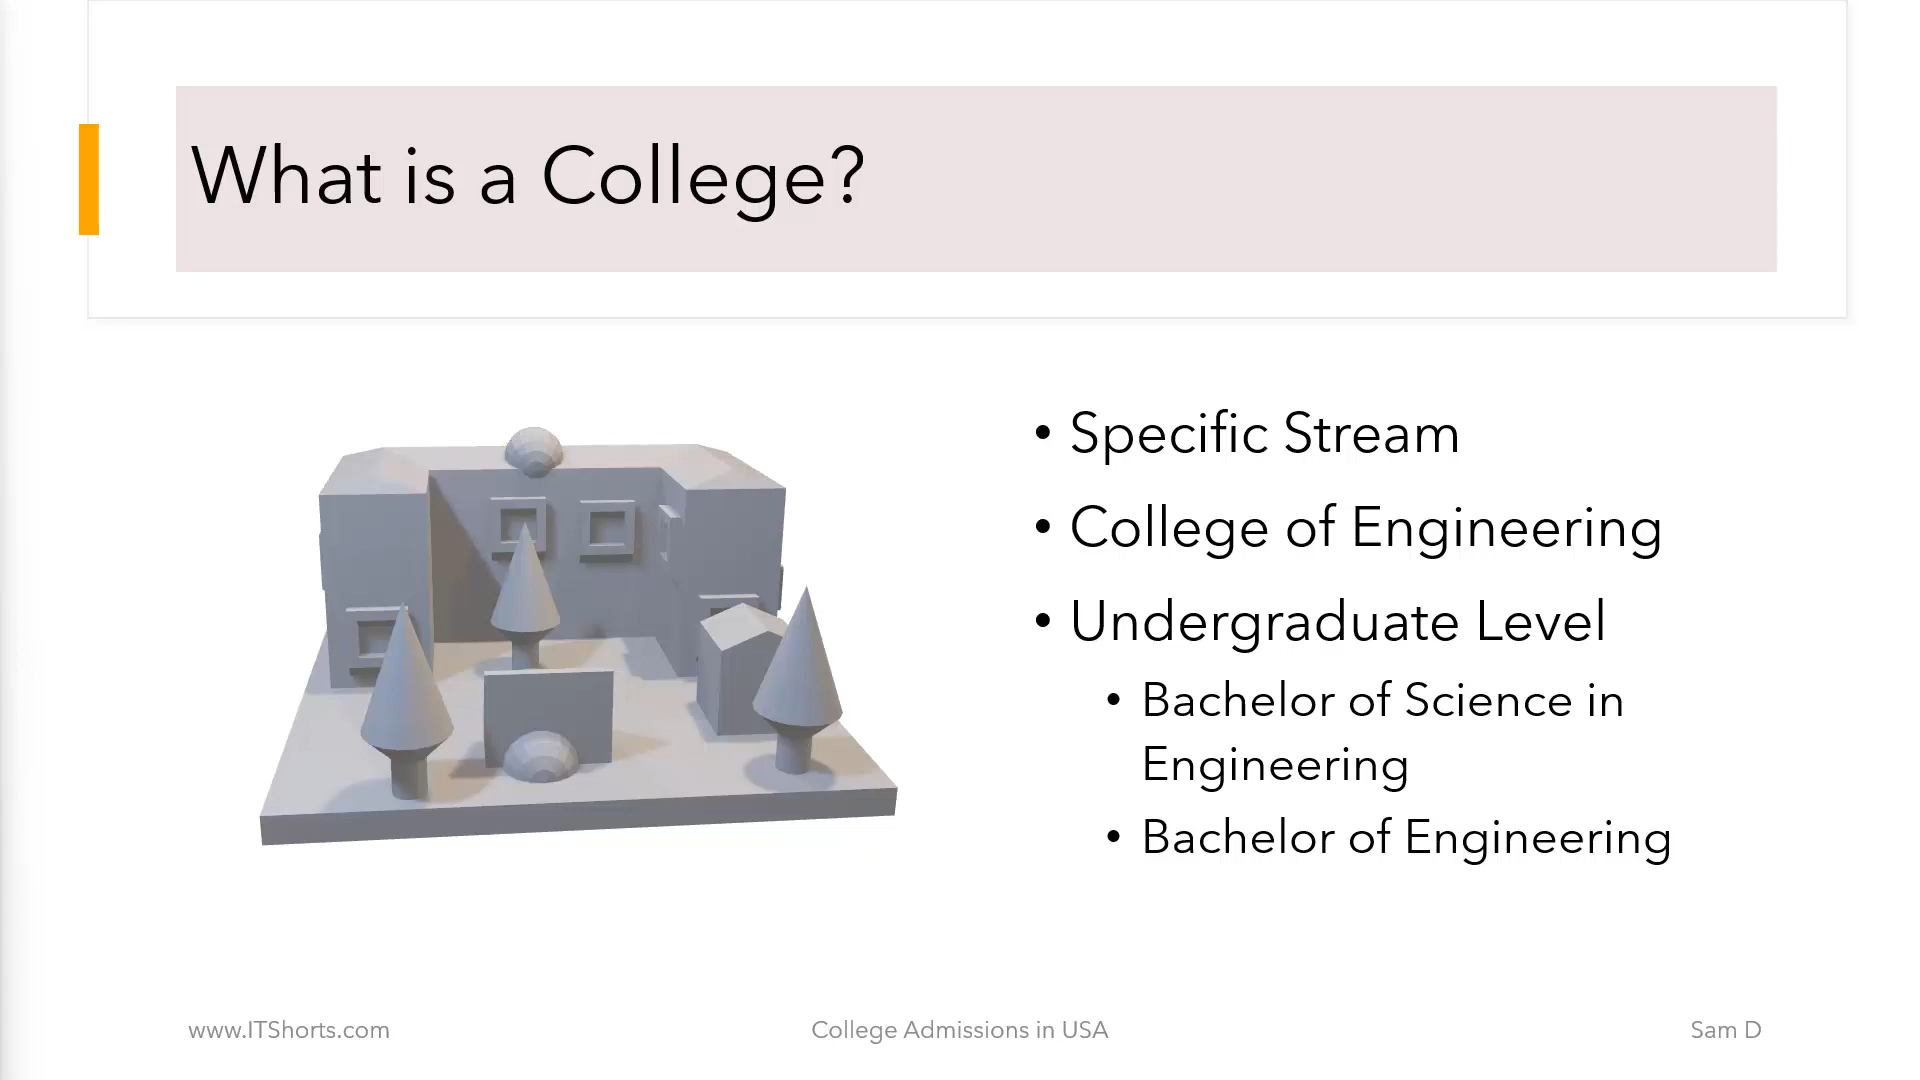 What is a College?
• Specific Stream
• College of Engineering
• Undergraduate Level
• Bachelor of Science in
Engineering
• Bachelor of Engineering
www.ITShorts.com
College Admissions in USA
Sam D